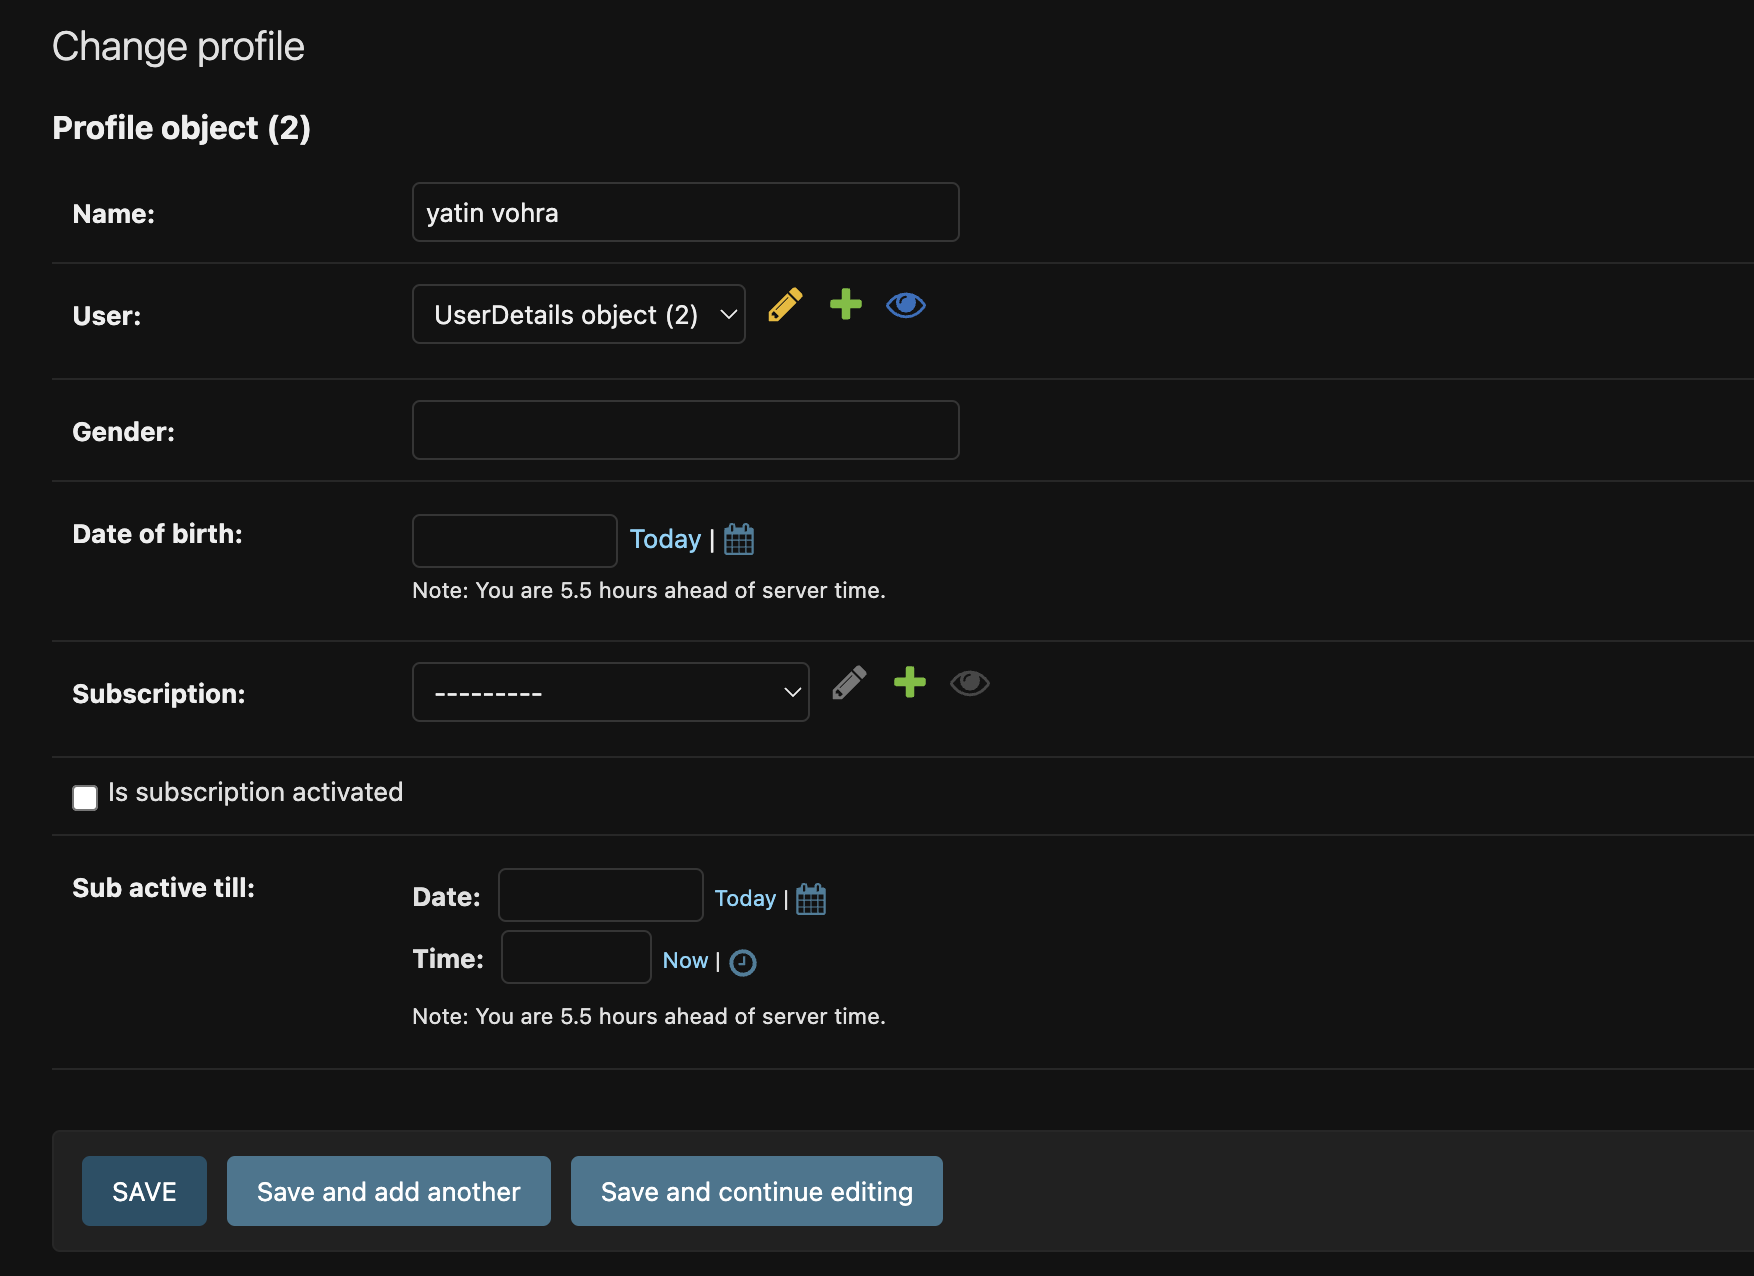 Change profile
Profile object (2)
Name: yatin vohra
User: UserDetails object (2)
Gender:
Date of birth: Today |
Note: You are 5.5 hours ahead of server time.
Subscription: ---------
Is subscription activated
Sub active till: Date: Today |
Time: Now |
Note: You are 5.5 hours ahead of server time.
SAVE Save and add another Save and continue editing